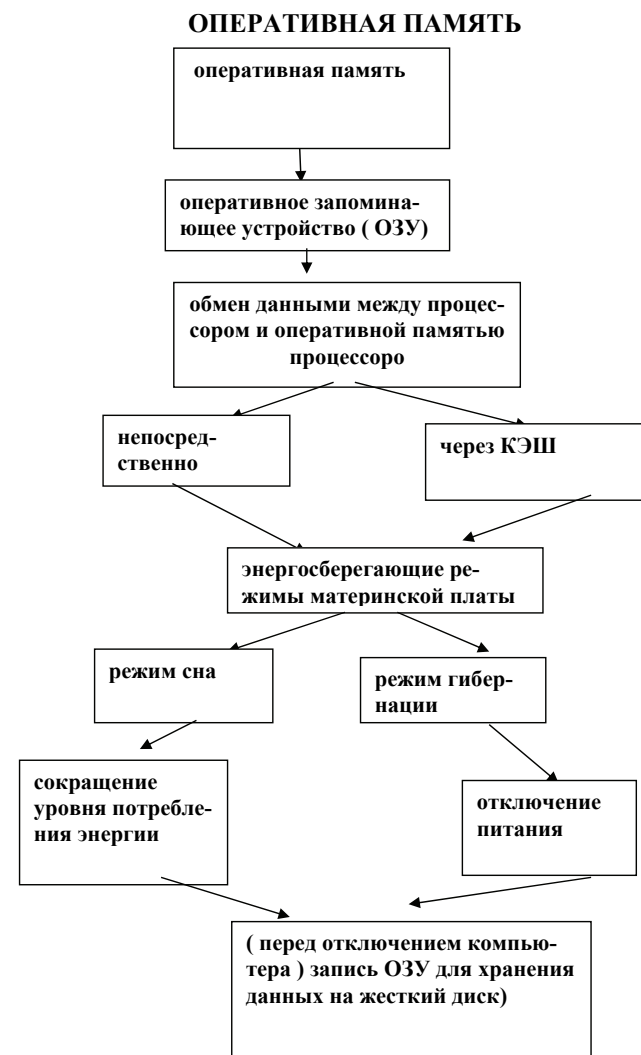 ОПЕРАТИВНАЯ ПАМЯТЬ
оперативная память
оперативное запомина-
ющее устройство ( ОЗУ)
обмен данными между процес-
сором и оперативной памятью
процессоро
непосред-
ственно
через КЭШ
энергосберегающие ре-
жимы материнской платы
режим сна
режим гибер-
нации
сокращение
уровня потребле-
ния энергии
отключение
питания
( перед отключением компью-
тера ) запись ОЗУ для хранения
данных на жесткий диск)